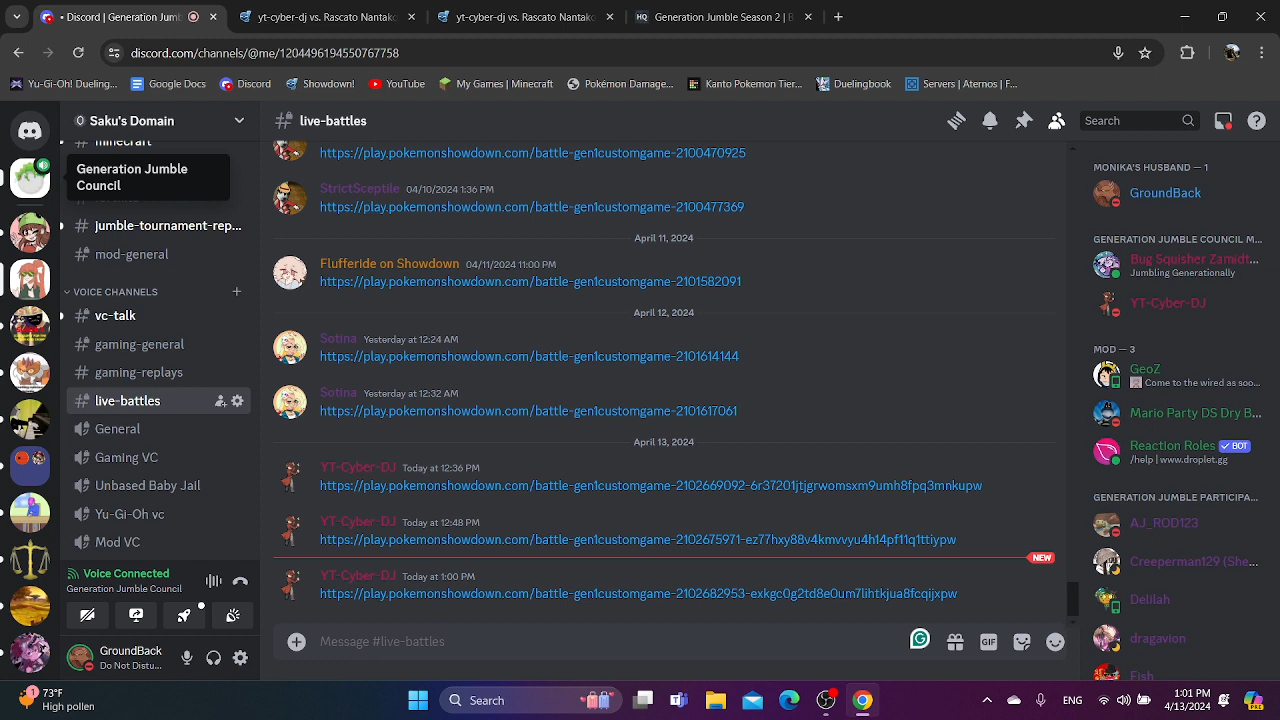 Discord | Generation Jumbl
yt-cyber-dj vs. Rascato Nantako
yt-cyber-dj vs. Rascato Nantako
HQ Generation Jumble Season 2 | B
discord.com/channels/@me/1204496194550767758
Yu-Gi-Oh! Dueling...
Google Docs
Discord
Showdown!
YouTube
My Games | Minecraft
Pokémon Damage...
Kanto Pokemon Tier...
Duelingbook
Servers | Aternos | F...
Saku's Domain
live-battles
Search
minecraft
Generation Jumble
Council
jumble-tournament-rep...
mod-general
VOICE CHANNELS
vc-talk
gaming-general
gaming-replays
live-battles
General
Gaming VC
Unbased Baby Jail
Yu-Gi-Oh vc
Mod VC
Voice Connected
Generation Jumble Council
GroundBack
Do Not Distu...
https://play.pokemonshowdown.com/battle-gen1customgame-2100470925
StrictSceptile 04/10/2024 1:36 PM
https://play.pokemonshowdown.com/battle-gen1customgame-2100477369
April 11, 2024
Flufferide on Showdown 04/11/2024 11:00 PM
https://play.pokemonshowdown.com/battle-gen1customgame-2101582091
April 12, 2024
Sotina Yesterday at 12:24 AM
https://play.pokemonshowdown.com/battle-gen1customgame-2101614144
Sotina Yesterday at 12:32 AM
https://play.pokemonshowdown.com/battle-gen1customgame-2101617061
April 13, 2024
YT-Cyber-DJ Today at 12:36 PM
https://play.pokemonshowdown.com/battle-gen1customgame-2102669092-6r37201jtjgrwomsxm9umh8fpq3mnkupw
YT-Cyber-DJ Today at 12:48 PM
https://play.pokemonshowdown.com/battle-gen1customgame-2102675971-ez77hxy88v4kmvvyu4h14pf11q1ttiypw
NEW
YT-Cyber-DJ Today at 1:00 PM
https://play.pokemonshowdown.com/battle-gen1customgame-2102682953-exkgc0g2td8e0um7lihtkjua8fcqijxpw
Message #live-battles
GIF
MONIKA'S HUSBAND — 1
GroundBack
GENERATION JUMBLE COUNCIL M...
Bug Squisher Zamidt...
Jumbling Generationally
YT-Cyber-DJ
MOD — 3
GeoZ
Come to the wired as soo...
Mario Party DS Dry B...
Reaction Roles BOT
/help | www.droplet.gg
GENERATION JUMBLE PARTICIPA...
AJ_ROD123
Creeperman129 (She...
Delilah
dragavion
Fish
1
73°F
High pollen
Search
ENG
1:01 PM
4/13/2024
PRE